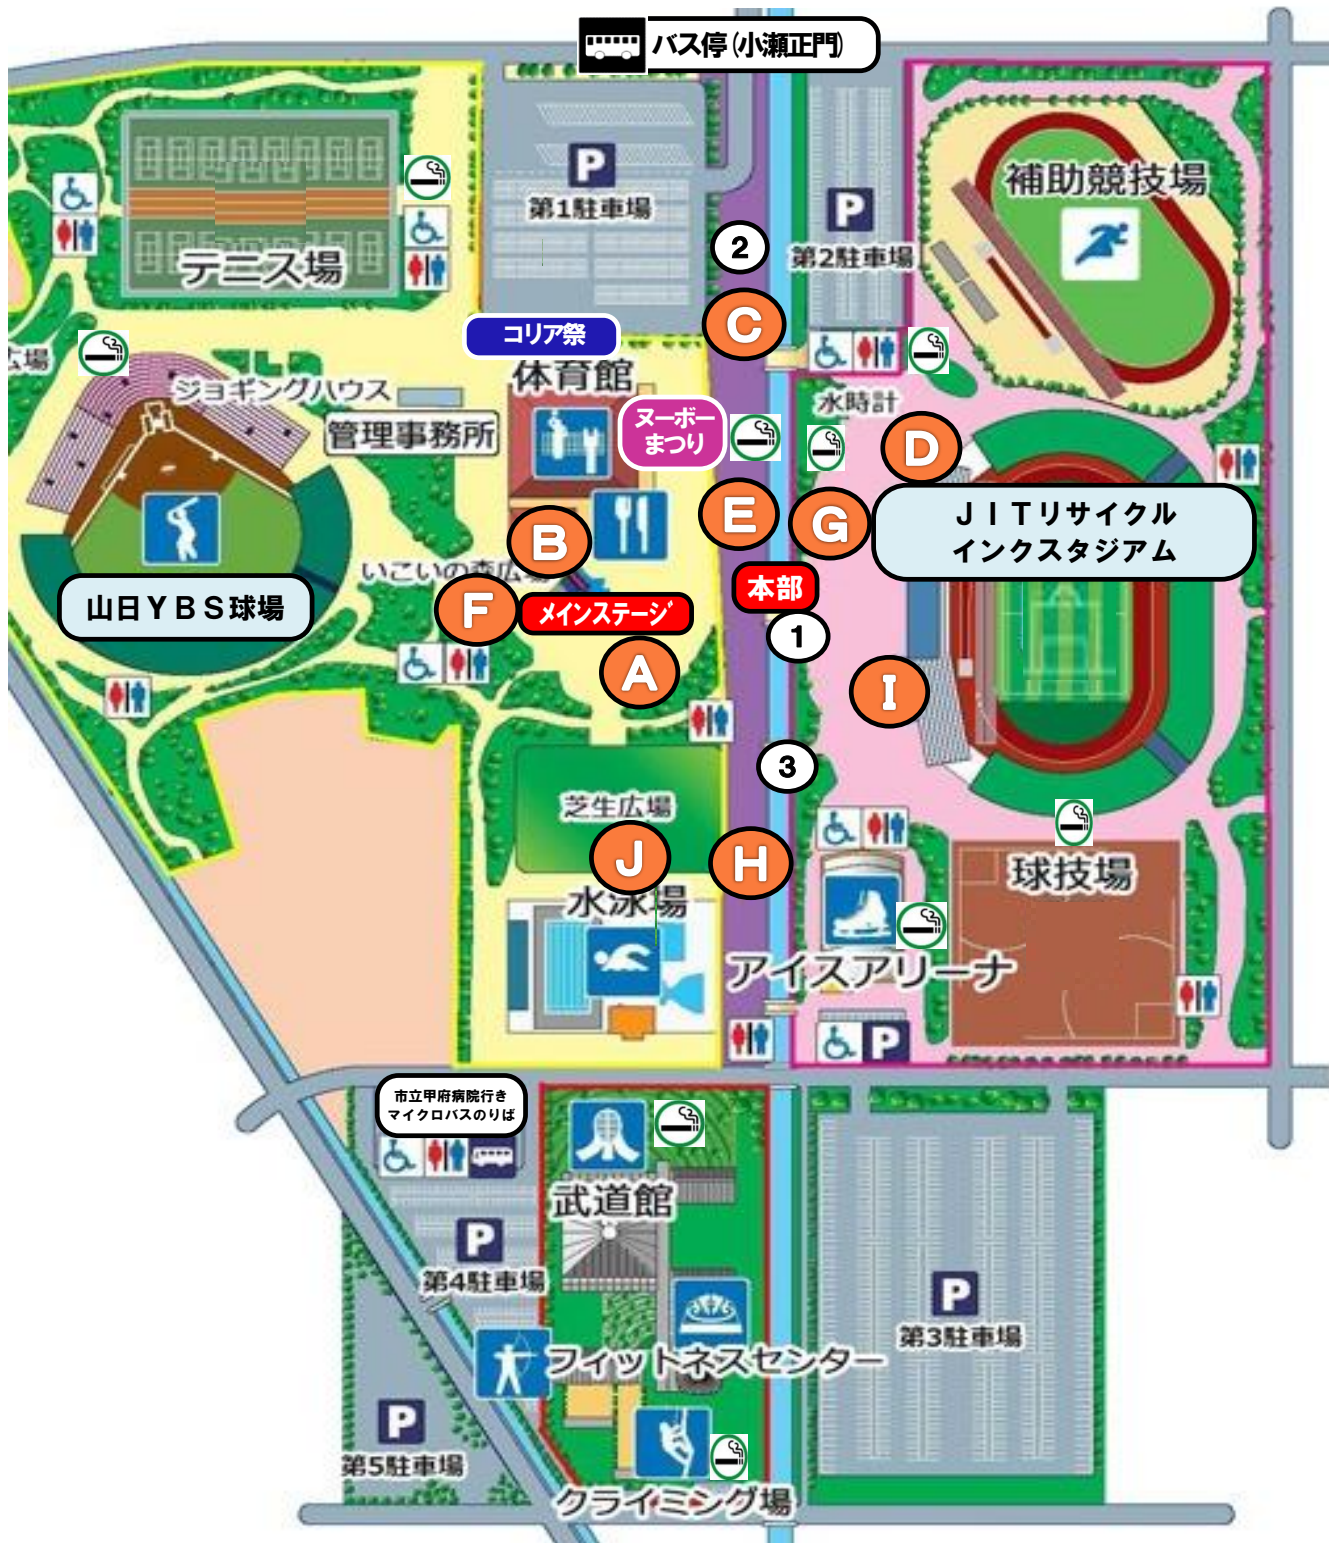 バス停(小瀬正門)
P
第1駐車場
P
第2駐車場
補助競技場
テニス場
2
C
コリア祭
体育館
広場
ジョギングハウス
管理事務所
ヌーボー
まつり
水時計
D
E
G
JITリサイクル
インクスタジアム
B
いこいの森広場
山日YBS球場
F
メインステージ
本部
1
A
I
3
芝生広場
J
H
水泳場
球技場
アイスアリーナ
P
市立甲府病院行き
マイクロバスのりば
武道館
P
第4駐車場
P
第3駐車場
フィットネスセンター
P
第5駐車場
クライミング場